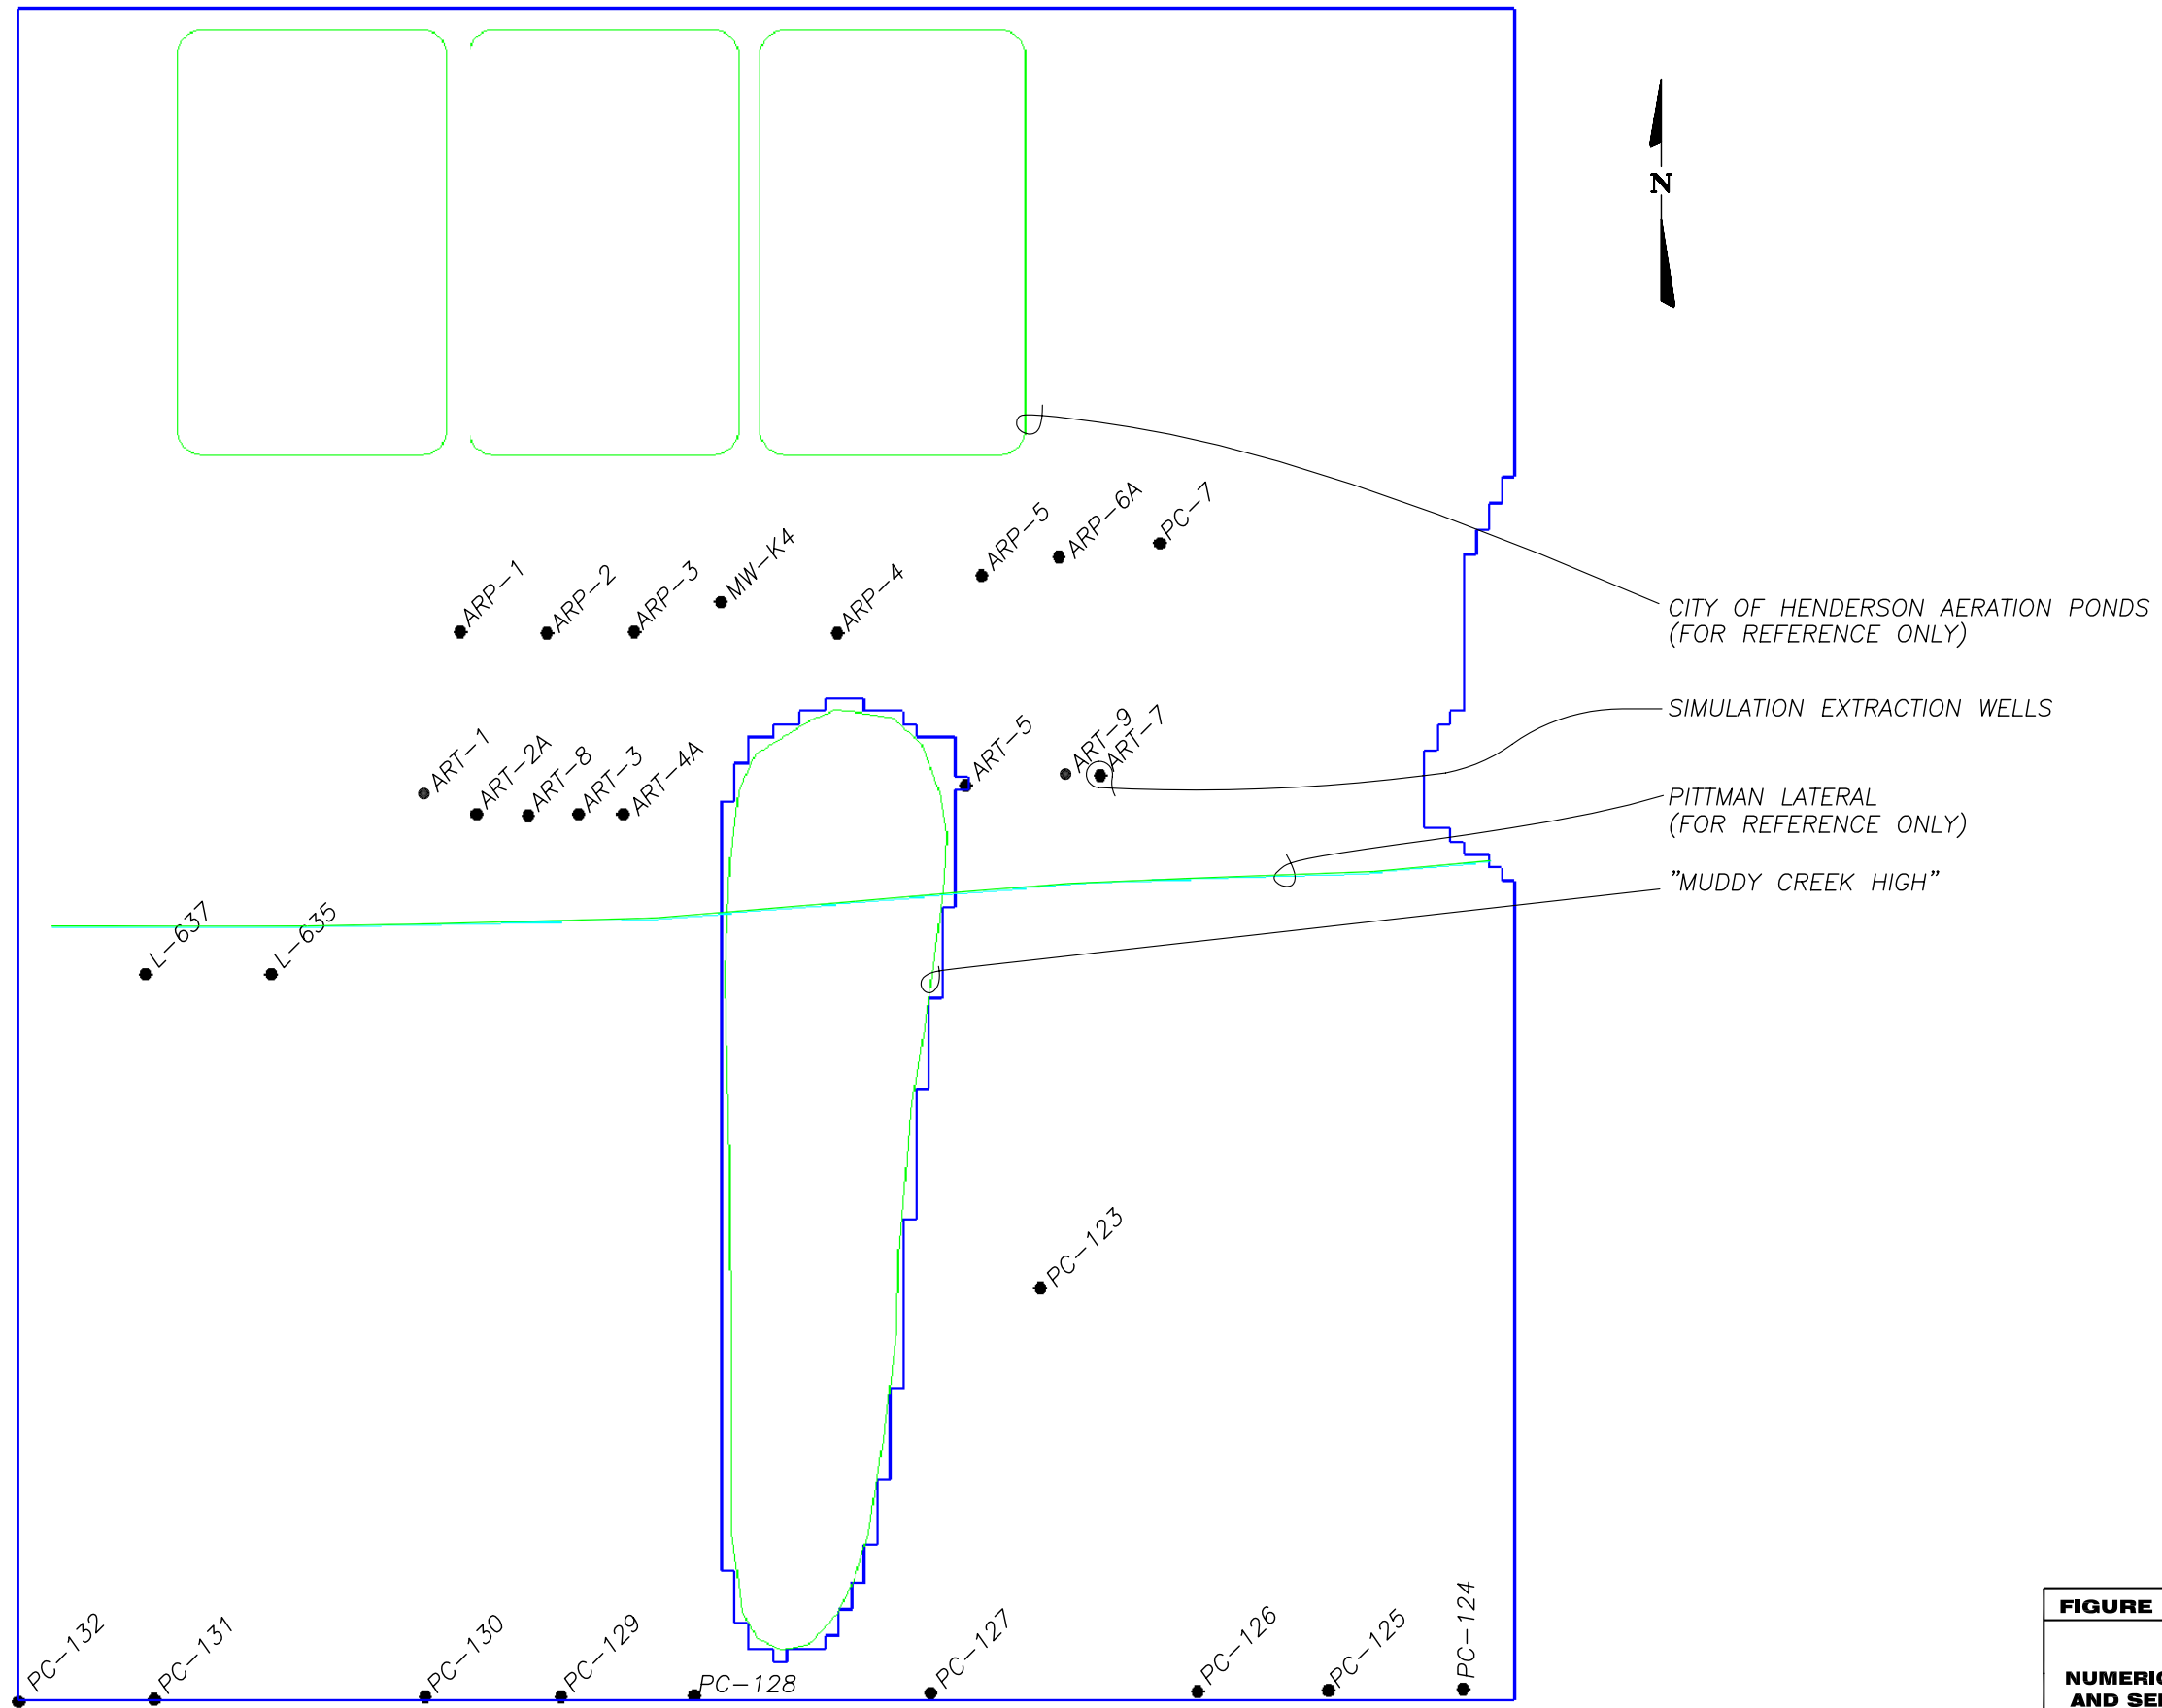 N
ARP-1
ARP-2
ARP-3
MW-K4
ARP-4
ARP-5
ARP-6A
PC-7
CITY OF HENDERSON AERATION PONDS
(FOR REFERENCE ONLY)
SIMULATION EXTRACTION WELLS
ART-1
ART-2A
ART-8
ART-3
ART-4A
ART-5
ART-9
ART-7
PITTMAN LATERAL
(FOR REFERENCE ONLY)
"MUDDY CREEK HIGH"
L-637
L-635
PC-123
PC-132
PC-131
PC-130
PC-129
PC-128
PC-127
PC-126
PC-125
PC-124
FIGURE
AND